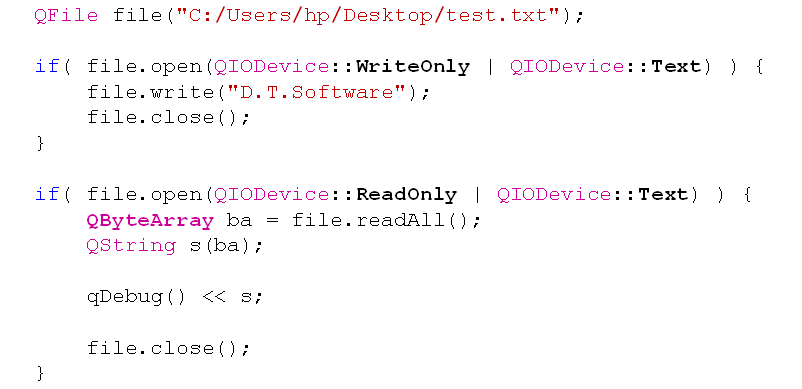 QFile file("C:/Users/hp/Desktop/test.txt");
if( file.open(QIODevice::WriteOnly | QIODevice::Text) ) {
    file.write("D.T.Software");
    file.close();
}
if( file.open(QIODevice::ReadOnly | QIODevice::Text) ) {
    QByteArray ba = file.readAll();
    QString s(ba);
    qDebug() << s;
    file.close();
}